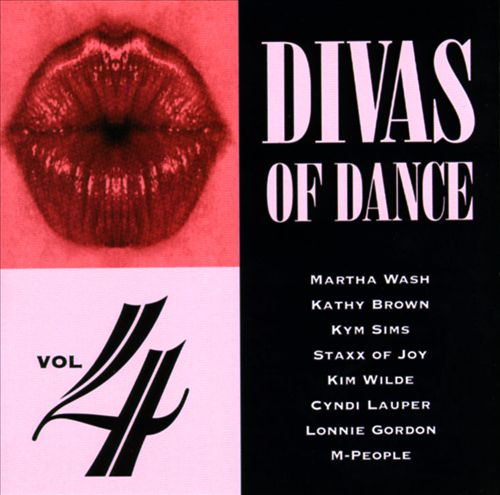 DIVAS
OF DANCE
MARTHA WASH
KATHY BROWN
KYM SIMS
STAXX OF JOY
KIM WILDE
CYNDI LAUPER
LONNIE GORDON
M-PEOPLE
VOL 4